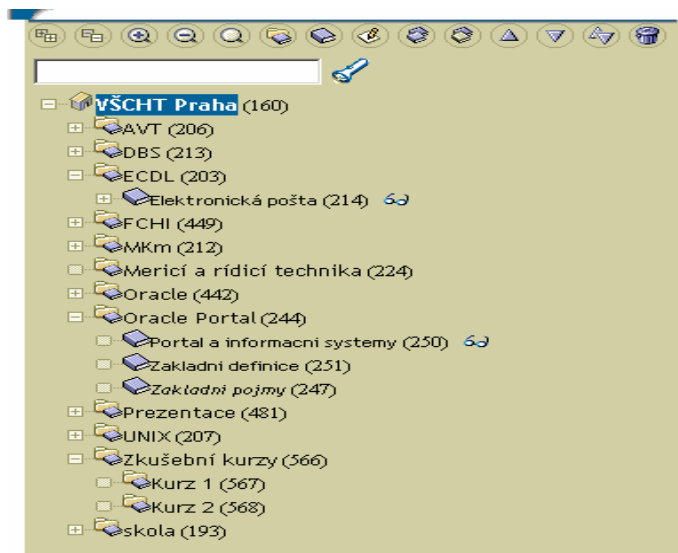 VŠCHT Praha (160)
AVT (206)
DBS (213)
ECDL (203)
Elektronická pošta (214)
FCHI (449)
MKm (212)
Mericí a rídicí technika (224)
Oracle (442)
Oracle Portal (244)
Portal a informacni systemy (250)
Zakladni definice (251)
Zakladni pojmy (247)
Prezentace (481)
UNIX (207)
Zkušební kurzy (566)
Kurz 1 (567)
Kurz 2 (568)
skola (193)